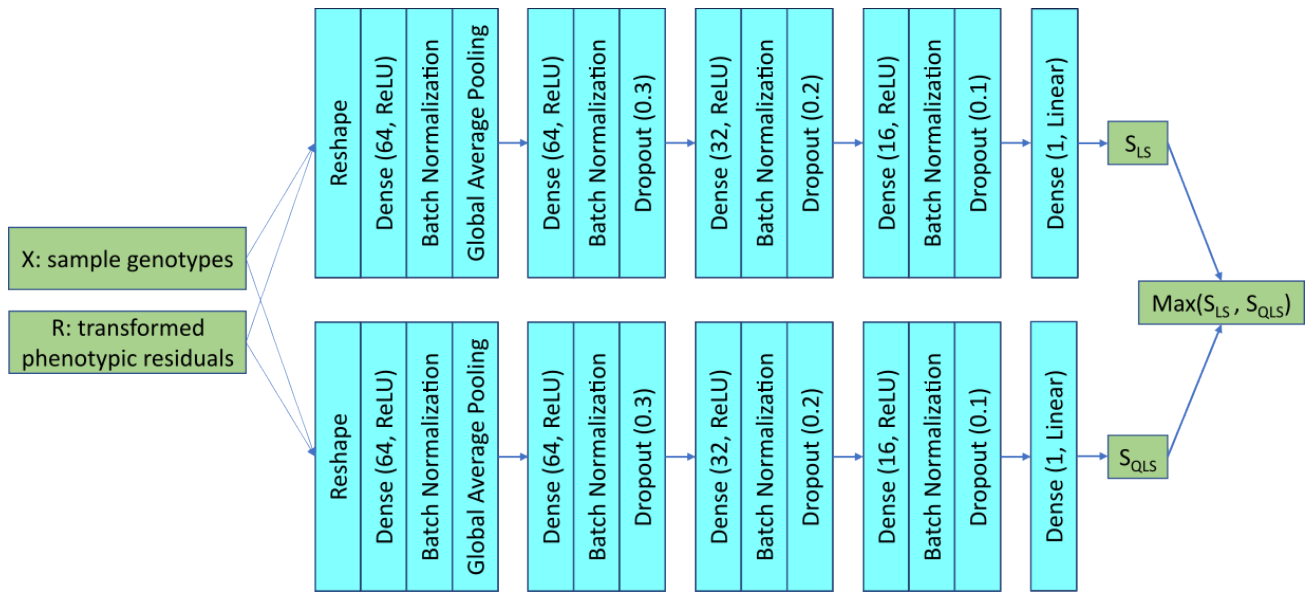 X: sample genotypes
R: transformed
phenotypic residuals
Reshape
Dense (64, ReLU)
Batch Normalization
Global Average Pooling
Dense (64, ReLU)
Batch Normalization
Dropout (0.3)
Dense (32, ReLU)
Batch Normalization
Dropout (0.2)
Dense (16, ReLU)
Batch Normalization
Dropout (0.1)
Dense (1, Linear)
S_LS
Reshape
Dense (64, ReLU)
Batch Normalization
Global Average Pooling
Dense (64, ReLU)
Batch Normalization
Dropout (0.3)
Dense (32, ReLU)
Batch Normalization
Dropout (0.2)
Dense (16, ReLU)
Batch Normalization
Dropout (0.1)
Dense (1, Linear)
S_QLS
Max(S_LS , S_QLS)